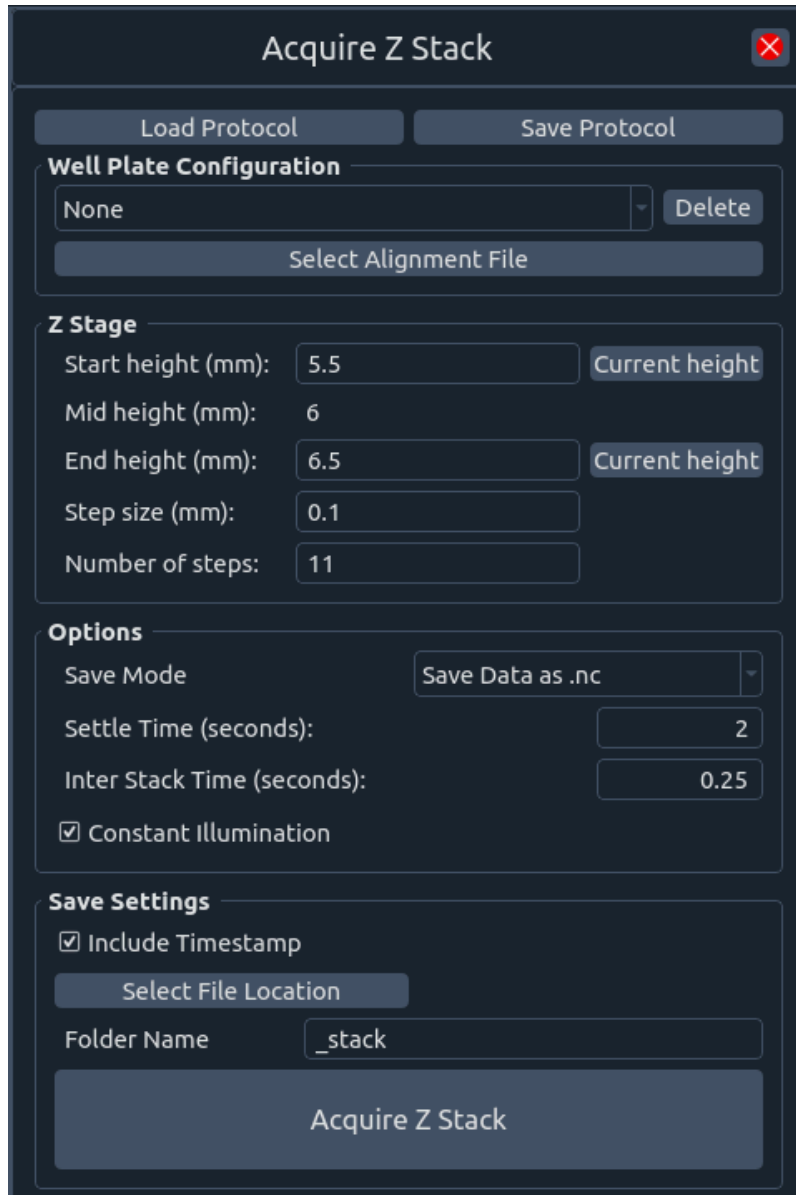 Acquire Z Stack
Load Protocol Save Protocol
Well Plate Configuration
None Delete
Select Alignment File
Z Stage
Start height (mm): 5.5 Current height
Mid height (mm): 6
End height (mm): 6.5 Current height
Step size (mm): 0.1
Number of steps: 11
Options
Save Mode Save Data as .nc
Settle Time (seconds): 2
Inter Stack Time (seconds): 0.25
Constant Illumination
Save Settings
Include Timestamp
Select File Location
Folder Name _stack
Acquire Z Stack